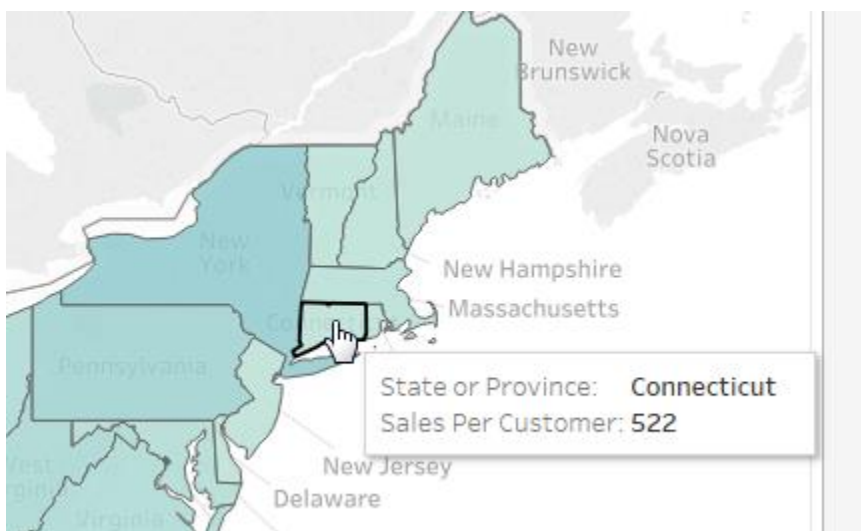 New
Brunswick
Maine
Nova
Scotia
Vermont
New
York
New Hampshire
Massachusetts
Pennsylvania
State or Province: Connecticut
Sales Per Customer: 522
New Jersey
Delaware
West
Virginia